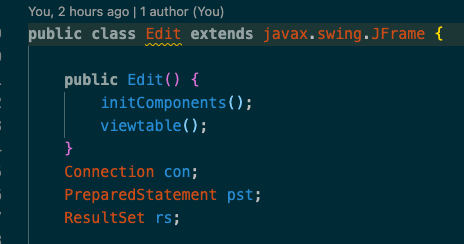 You, 2 hours ago | 1 author (You)
public class Edit extends javax.swing.JFrame {
public Edit() {
initComponents();
viewtable();
}
Connection con;
PreparedStatement pst;
ResultSet rs;